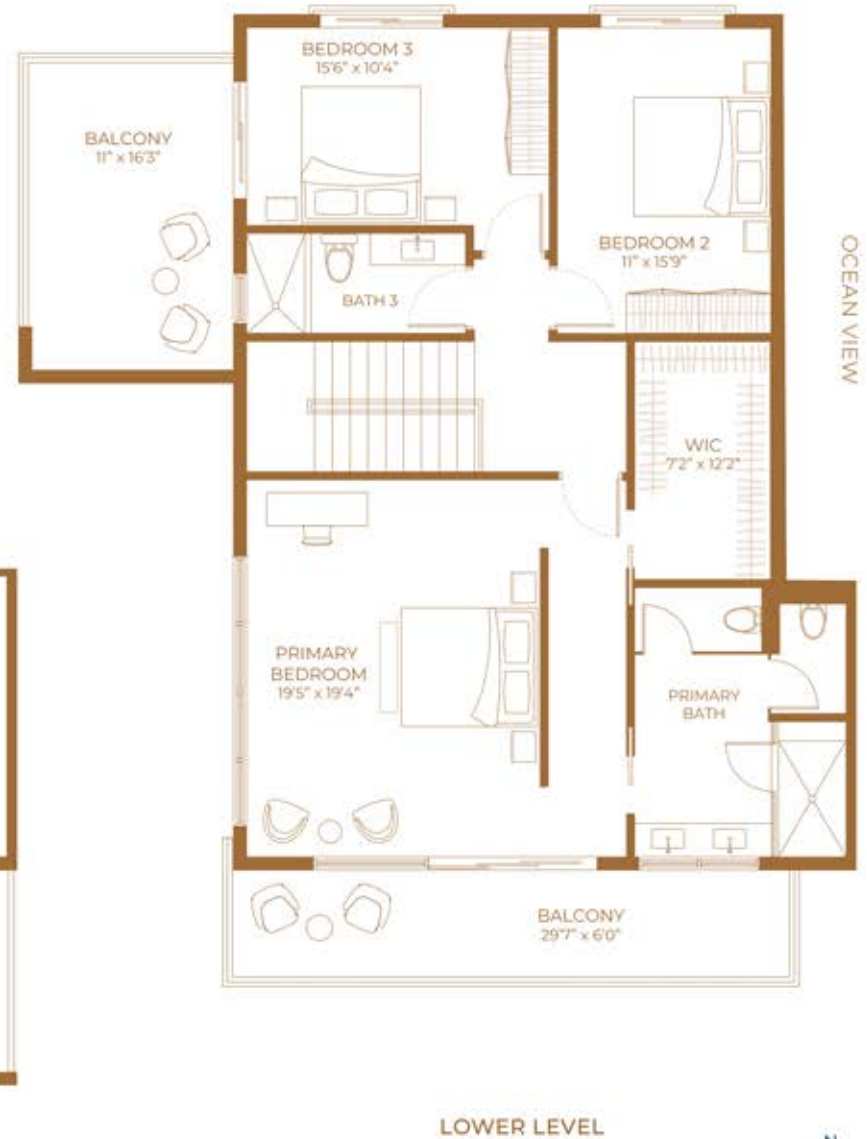 BEDROOM 3
15'6" x 10'4"
BALCONY
11" x 16'3"
BEDROOM 2
11" x 15'9"
BATH 3
OCEAN VIEW
WIC
7'2" x 12'2"
PRIMARY
BEDROOM
19'5" x 19'4"
PRIMARY
BATH
BALCONY
29'7" x 6'0"
LOWER LEVEL
N